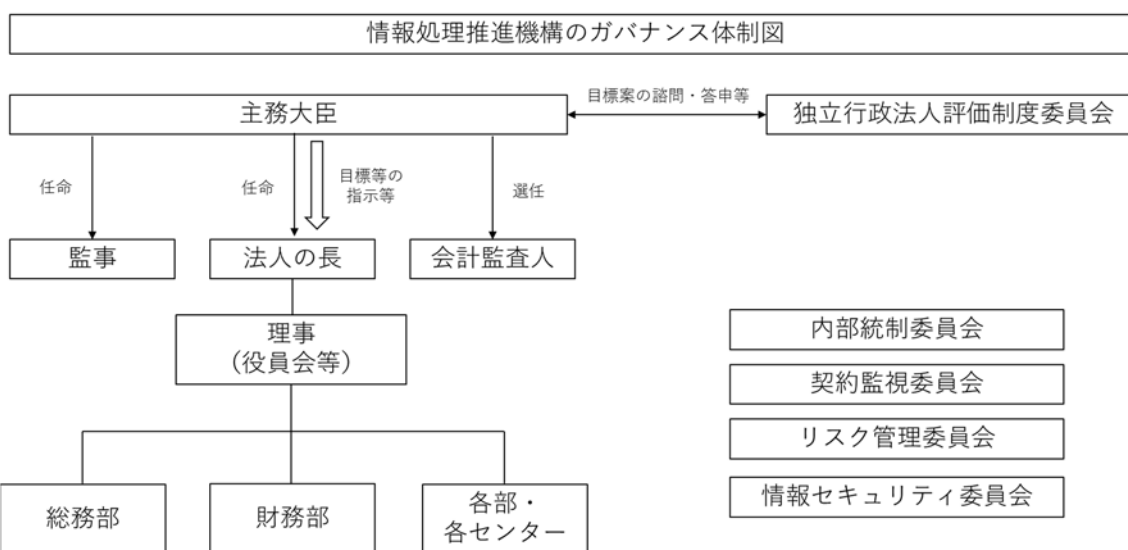 情報処理推進機構のガバナンス体制図
目標案の諮問・答申等
主務大臣
独立行政法人評価制度委員会
任命
任命
目標等の
指示等
選任
監事
法人の長
会計監査人
理事
(役員会等)
内部統制委員会
契約監視委員会
リスク管理委員会
情報セキュリティ委員会
総務部
財務部
各部・
各センター